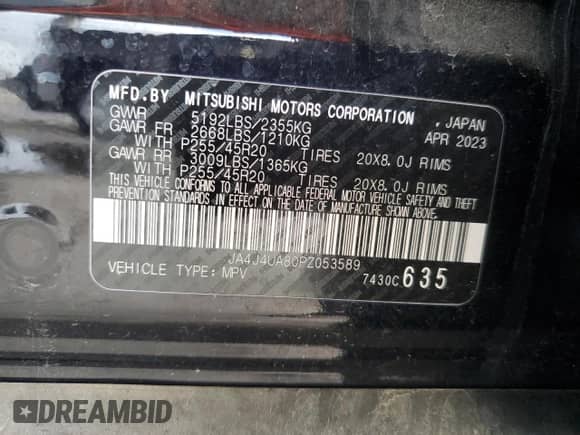 MFD.BY MITSUBISHI MOTORS CORPORATION , JAPAN
GVWR 5192LBS/2355KG APR 2023
GAWR FR 2668LBS/1210KG
WITH P255/45R20 TIRES 20X8.0J RIMS
GAWR RR 3009LBS/1365KG
WITH P255/45R20 TIRES 20X8.0J RIMS
THIS VEHICLE CONFORMS TO ALL APPLICABLE FEDERAL MOTOR VEHICLE SAFETY AND THEFT
PREVENTION STANDARDS IN EFFECT ON THE DATE OF MANUFACTURE SHOWN ABOVE.
JA4J4UA80PZ053589
VEHICLE TYPE: MPV 7430C 635
DREAMBID